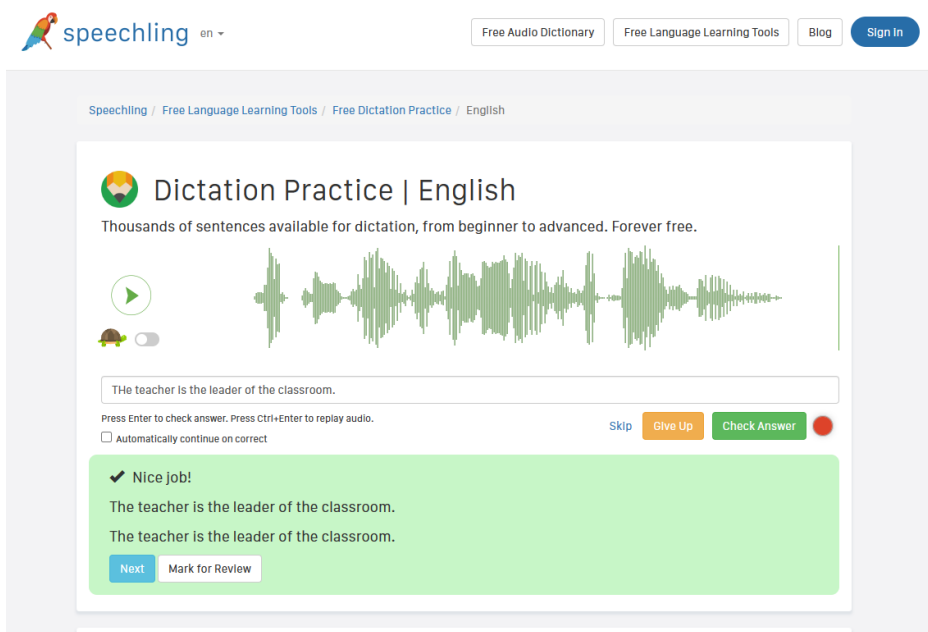 speechling en
Free Audio Dictionary
Free Language Learning Tools
Blog
Sign In
Speechling / Free Language Learning Tools / Free Dictation Practice / English
Dictation Practice | English
Thousands of sentences available for dictation, from beginner to advanced. Forever free.
THe teacher is the leader of the classroom.
Press Enter to check answer. Press Ctrl+Enter to replay audio.
Automatically continue on correct
Skip
Give Up
Check Answer
Nice job!
The teacher is the leader of the classroom.
The teacher is the leader of the classroom.
Next
Mark for Review